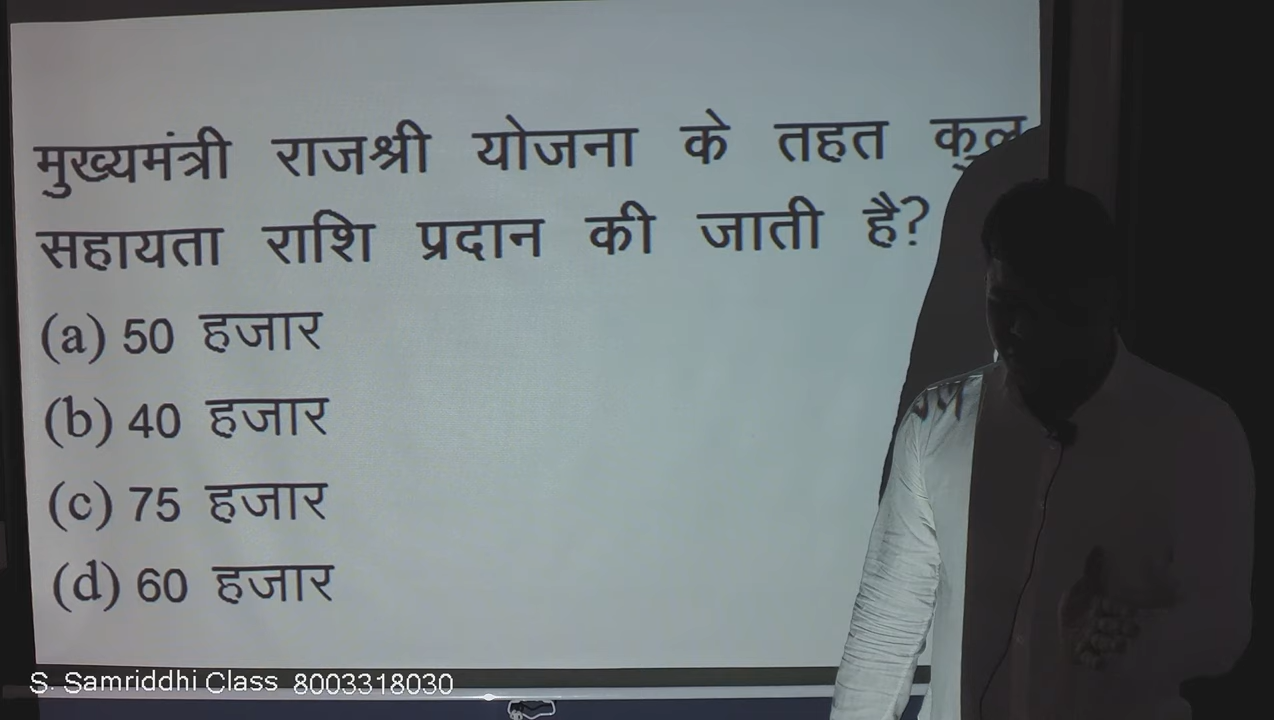 मुख्यमंत्री राजश्री योजना के तहत कुल
सहायता राशि प्रदान की जाती है?
(a) 50 हजार
(b) 40 हजार
(c) 75 हजार
(d) 60 हजार
S. Samriddhi Class 8003318030